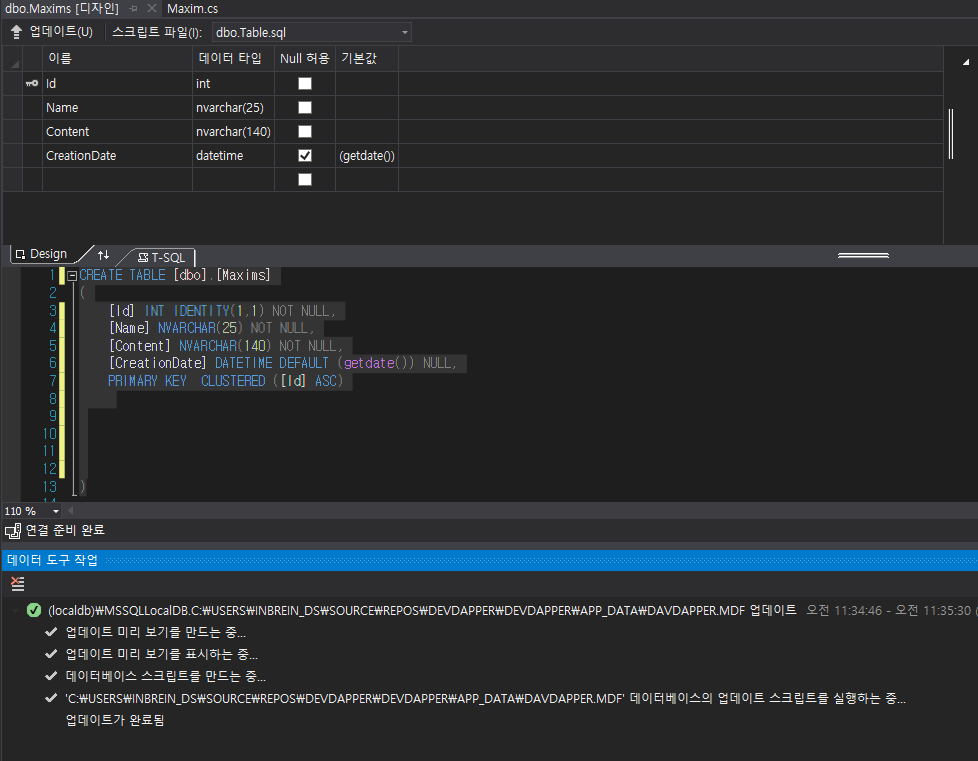 dbo.Maxims [디자인] Maxim.cs
업데이트(U) 스크립트 파일(I): dbo.Table.sql
이름 데이터 타입 Null 허용 기본값
Id int
Name nvarchar(25)
Content nvarchar(140)
CreationDate datetime (getdate())
Design T-SQL
1 CREATE TABLE [dbo].[Maxims]
2 (
3 [Id] INT IDENTITY(1,1) NOT NULL,
4 [Name] NVARCHAR(25) NOT NULL,
5 [Content] NVARCHAR(140) NOT NULL,
6 [CreationDate] DATETIME DEFAULT (getdate()) NULL,
7 PRIMARY KEY CLUSTERED ([Id] ASC)
8
9
10
11
12
13 )
14
110 %
연결 준비 완료
데이터 도구 작업
(localdb)₩MSSQLLocalDB.C:₩USERS₩INBREIN_DS₩SOURCE₩REPOS₩DEVDAPPER₩DEVDAPPER₩APP_DATA₩DAVDAPPER.MDF 업데이트 오전 11:34:46 - 오전 11:35:30 (
업데이트 미리 보기를 만드는 중...
업데이트 미리 보기를 표시하는 중...
데이터베이스 스크립트를 만드는 중...
'C:₩USERS₩INBREIN_DS₩SOURCE₩REPOS₩DEVDAPPER₩DEVDAPPER₩APP_DATA₩DAVDAPPER.MDF' 데이터베이스의 업데이트 스크립트를 실행하는 중...
업데이트가 완료됨